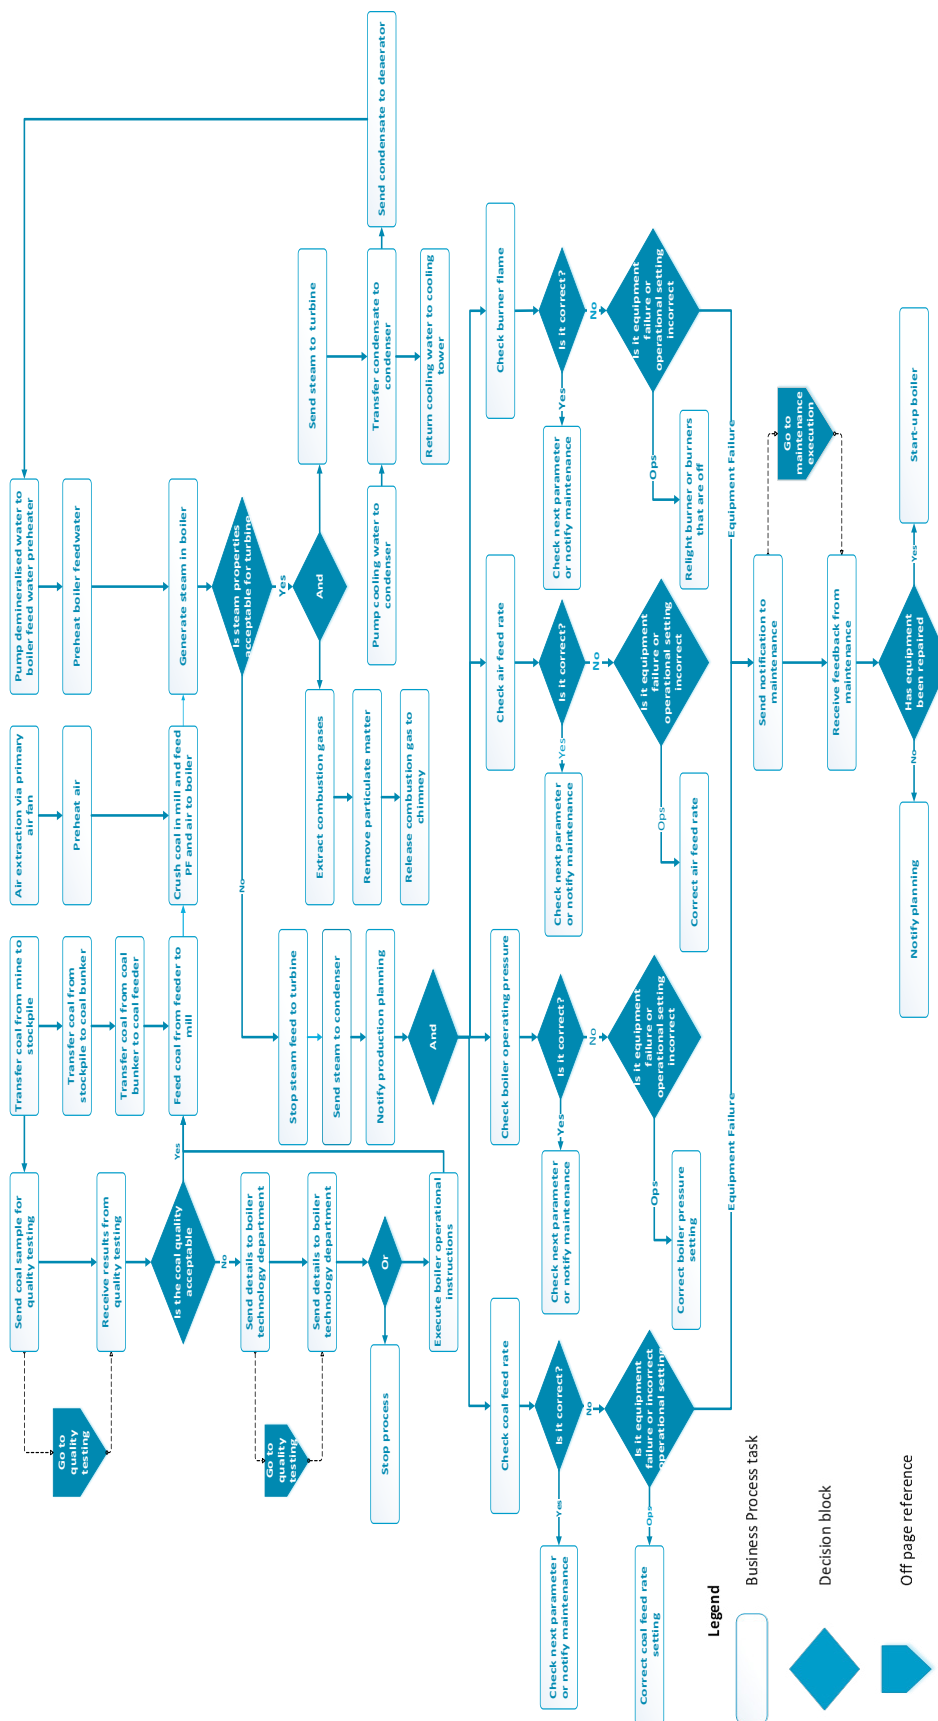 Send coal sample for
quality testing
Transfer coal from mine to
stockpile
Air extraction via primary
air fan
Pump demineralised water to
boiler feed water preheater
Send condensate to deaerator
Go to
quality
testing
Receive results from
quality testing
Transfer coal from
stockpile to coal bunker
Preheat air
Preheat boiler feedwater
Transfer coal from coal
bunker to coal feeder
Is the coal quality
acceptable
Yes
Feed coal from feeder to
mill
Crush coal in mill and feed
PF and air to boiler
Generate steam in boiler
No
Send details to boiler
technology department
Go to
quality
testing
Send details to boiler
technology department
Or
Stop process
Execute boiler operational
instructions
Is steam properties
acceptable for turbine
No
Yes
And
Stop steam feed to turbine
Send steam to condenser
Notify production planning
And
Extract combustion gases
Remove particulate matter
Release combustion gas to
chimney
Send steam to turbine
Pump cooling water to
condenser
Transfer condensate to
condenser
Return cooling water to cooling
tower
Check coal feed rate
Check boiler operating pressure
Check air feed rate
Check burner flame
Is it correct?
Yes
No
Check next parameter
or notify maintenance
Is it equipment
failure or incorrect
operational setting
Ops
Correct coal feed rate
setting
Is it correct?
Yes
No
Check next parameter
or notify maintenance
Is it equipment
failure or
operational setting
incorrect
Ops
Correct boiler pressure
setting
Is it correct?
Yes
No
Check next parameter
or notify maintenance
Is it equipment
failure or
operational setting
incorrect
Ops
Correct air feed rate
Is it correct?
Yes
No
Check next parameter
or notify maintenance
Is it equipment
failure or
operational setting
incorrect
Ops
Relight burner or burners
that are off
Equipment Failure
Equipment Failure
Send notification to
maintenance
Go to
maintenance
execution
Receive feedback from
maintenance
Has equipment
been repaired
No
Yes
Notify planning
Start-up boiler
Legend
Business Process task
Decision block
Off page reference